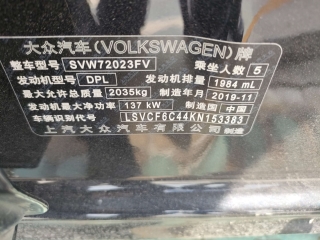 大众汽车(VOLKSWAGEN)牌
整车型号 SVW72023FV 乘坐人数 5
发动机型号 DPL 发动机排量 1984 mL
最大允许总质量 2035kg 制造年月 2019-11
发动机最大净功率 137 kW 制造国 中国
车辆识别代号 LSVCF6C44KN153383
上汽大众汽车有限公司 制造